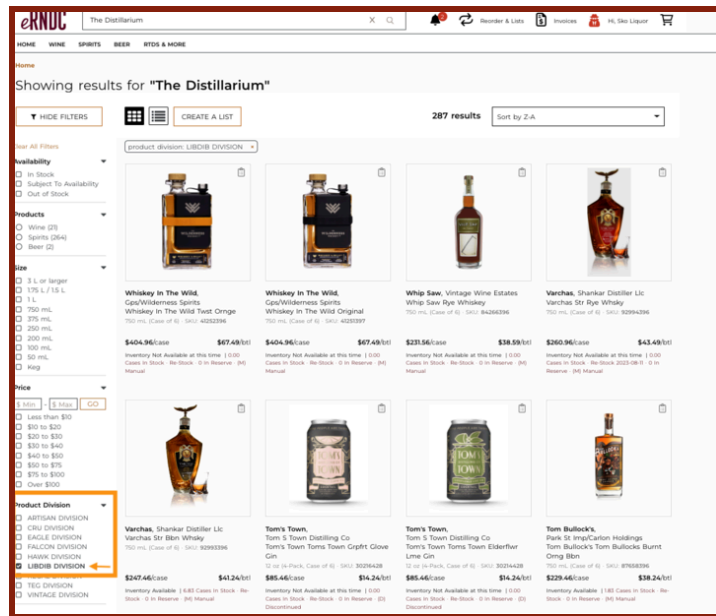 eRNDC
The Distillarium
X
2
Reorder & Lists
Invoices
Hi, Sko Liquor
HOME WINE SPIRITS BEER RTDS & MORE
Home
Showing results for "The Distillarium"
HIDE FILTERS
CREATE A LIST
287 results
Sort by Z-A
Clear All Filters
product division: LIBDIB DIVISION
Availability
In Stock
Subject To Availability
Out of Stock
Products
Wine (21)
Spirits (264)
Beer (2)
Size
3 L or larger
1.75 L / 1.5 L
1 L
750 mL
375 mL
250 mL
200 mL
100 mL
50 mL
Keg
Price
$ Min - $ Max GO
Less than $10
$10 to $20
$20 to $30
$30 to $40
$40 to $50
$50 to $75
$75 to $100
Over $100
Product Division
ARTISAN DIVISION
CRU DIVISION
EAGLE DIVISION
FALCON DIVISION
HAWK DIVISION
LIBDIB DIVISION
TEG DIVISION
VINTAGE DIVISION
Whiskey In The Wild,
Gps/Wilderness Spirits
Whiskey In The Wild Twst Ornge
750 mL (Case of 6) · SKU: 41252396
$404.96/case $67.49/btl
Inventory Not Available at this time | 0.00
Cases In Stock · Re-Stock · 0 In Reserve · (M)
Manual
Whiskey In The Wild,
Gps/Wilderness Spirits
Whiskey In The Wild Original
750 mL (Case of 6) · SKU: 41251397
$404.96/case $67.49/btl
Inventory Not Available at this time | 0.00
Cases In Stock · Re-Stock · 0 In Reserve · (M)
Manual
Whip Saw, Vintage Wine Estates
Whip Saw Rye Whiskey
750 mL (Case of 6) · SKU: 84266396
$231.56/case $38.59/btl
Inventory Not Available at this time | 0.00
Cases In Stock · Re-Stock · 0 In Reserve · (M)
Manual
Varchas, Shankar Distiller Llc
Varchas Str Rye Whsky
750 mL (Case of 6) · SKU: 92994396
$260.96/case $43.49/btl
Inventory Not Available at this time | 0.00
Cases In Stock · Re-Stock 2023-08-11 · 0 In
Reserve · (M) Manual
Varchas, Shankar Distiller Llc
Varchas Str Bbn Whsky
750 mL (Case of 6) · SKU: 92993396
$247.46/case $41.24/btl
Inventory Available | 6.83 Cases In Stock · Re-
Stock · 0 In Reserve · (M) Manual
TOM'S
TOWN
Tom's Town,
Tom S Town Distilling Co
Tom's Town Toms Town Grpfrt Glove
Gin
12 oz (4-Pack, Case of 6) · SKU: 30216428
$85.46/case $14.24/btl
Inventory Available | 1.00 Cases In Stock · Re-
Stock · 0 In Reserve · (D)
Discontinued
TOM'S
TOWN
Tom's Town,
Tom S Town Distilling Co
Tom's Town Toms Town Elderflwr
Lme Gin
12 oz (4-Pack, Case of 6) · SKU: 30214428
$85.46/case $14.24/btl
Inventory Available | 1.00 Cases In Stock · Re-
Stock · 0 In Reserve · (D)
Discontinued
Tom Bullock's,
Park St Imp/Carlon Holdings
Tom Bullock's Tom Bullocks Burnt
Orng Bbn
750 mL (Case of 6) · SKU: 87658396
$229.46/case $38.24/btl
Inventory Available | 1.83 Cases In Stock · Re-
Stock · 0 In Reserve · (M) Manual